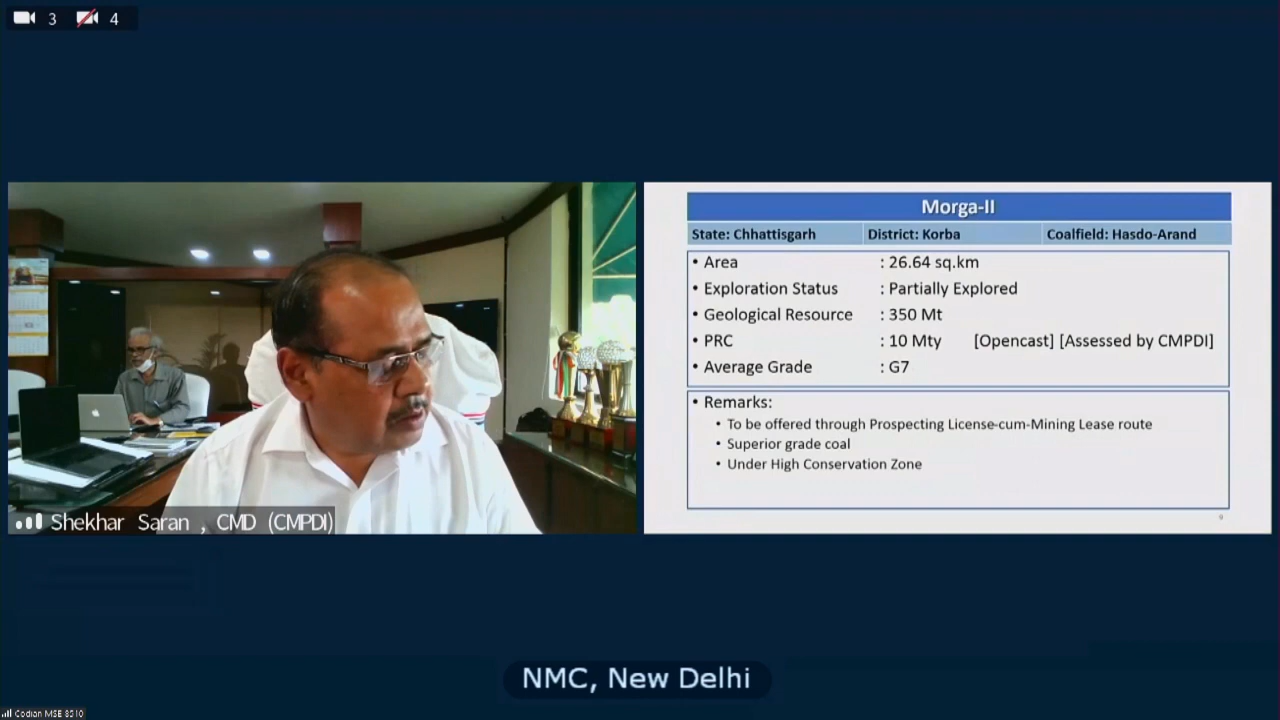 3 4
Morga-II
State: Chhattisgarh District: Korba Coalfield: Hasdo-Arand
• Area : 26.64 sq.km
• Exploration Status : Partially Explored
• Geological Resource : 350 Mt
• PRC : 10 Mty [Opencast] [Assessed by CMPDI]
• Average Grade : G7
• Remarks:
• To be offered through Prospecting License-cum-Mining Lease route
• Superior grade coal
• Under High Conservation Zone
9
Shekhar Saran , CMD (CMPDI)
NMC, New Delhi
Codian MSE 8510